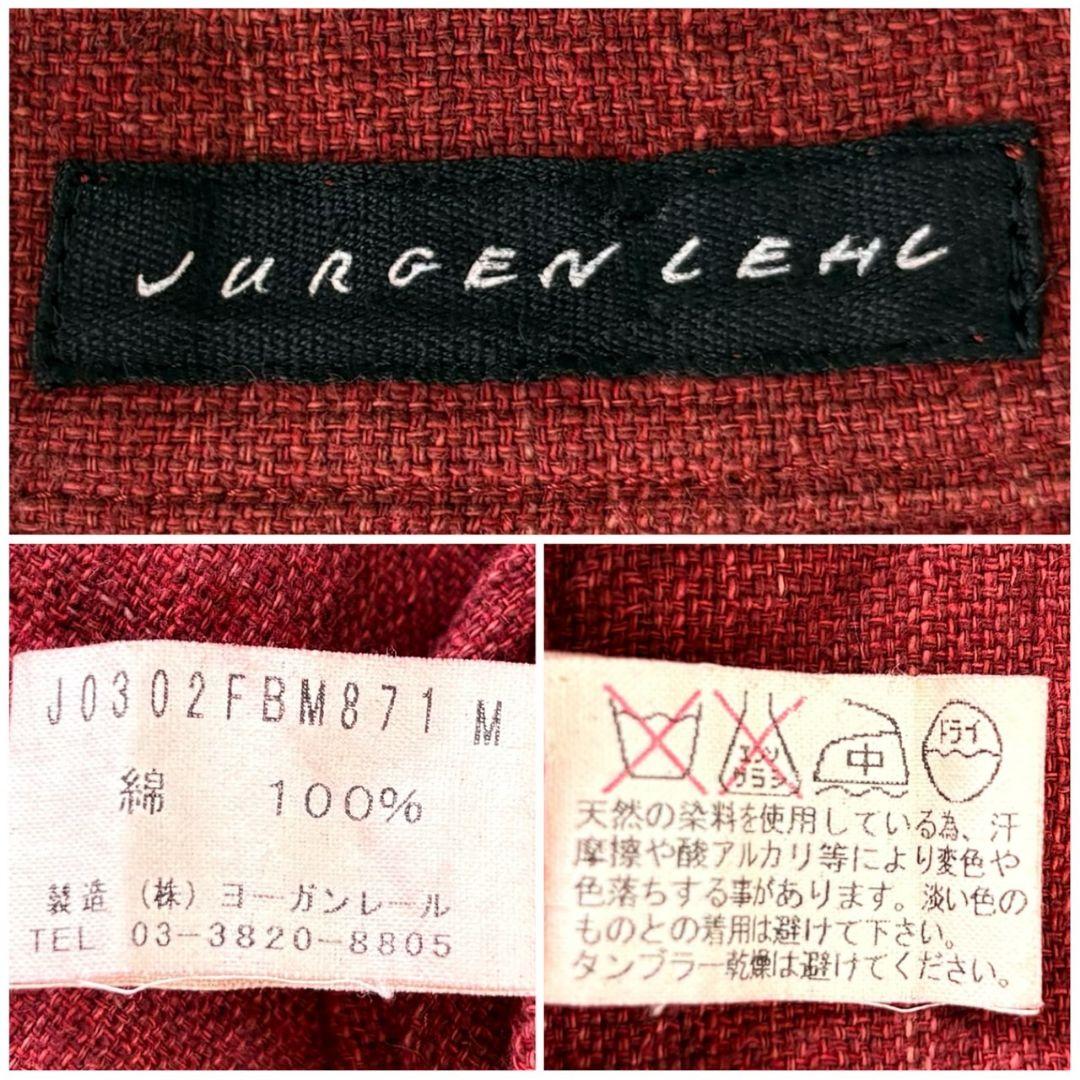 JURGEN LEHL
J0302FBM871 M
綿 100%
製造 (株) ヨーガンレール
TEL 03-3820-8805
エンソ
サラシ
中
ドライ
天然の染料を使用している為、汗
摩擦や酸アルカリ等により変色や
色落ちする事があります。淡い色の
ものとの着用は避けて下さい。
タンブラー乾燥は避けてください。